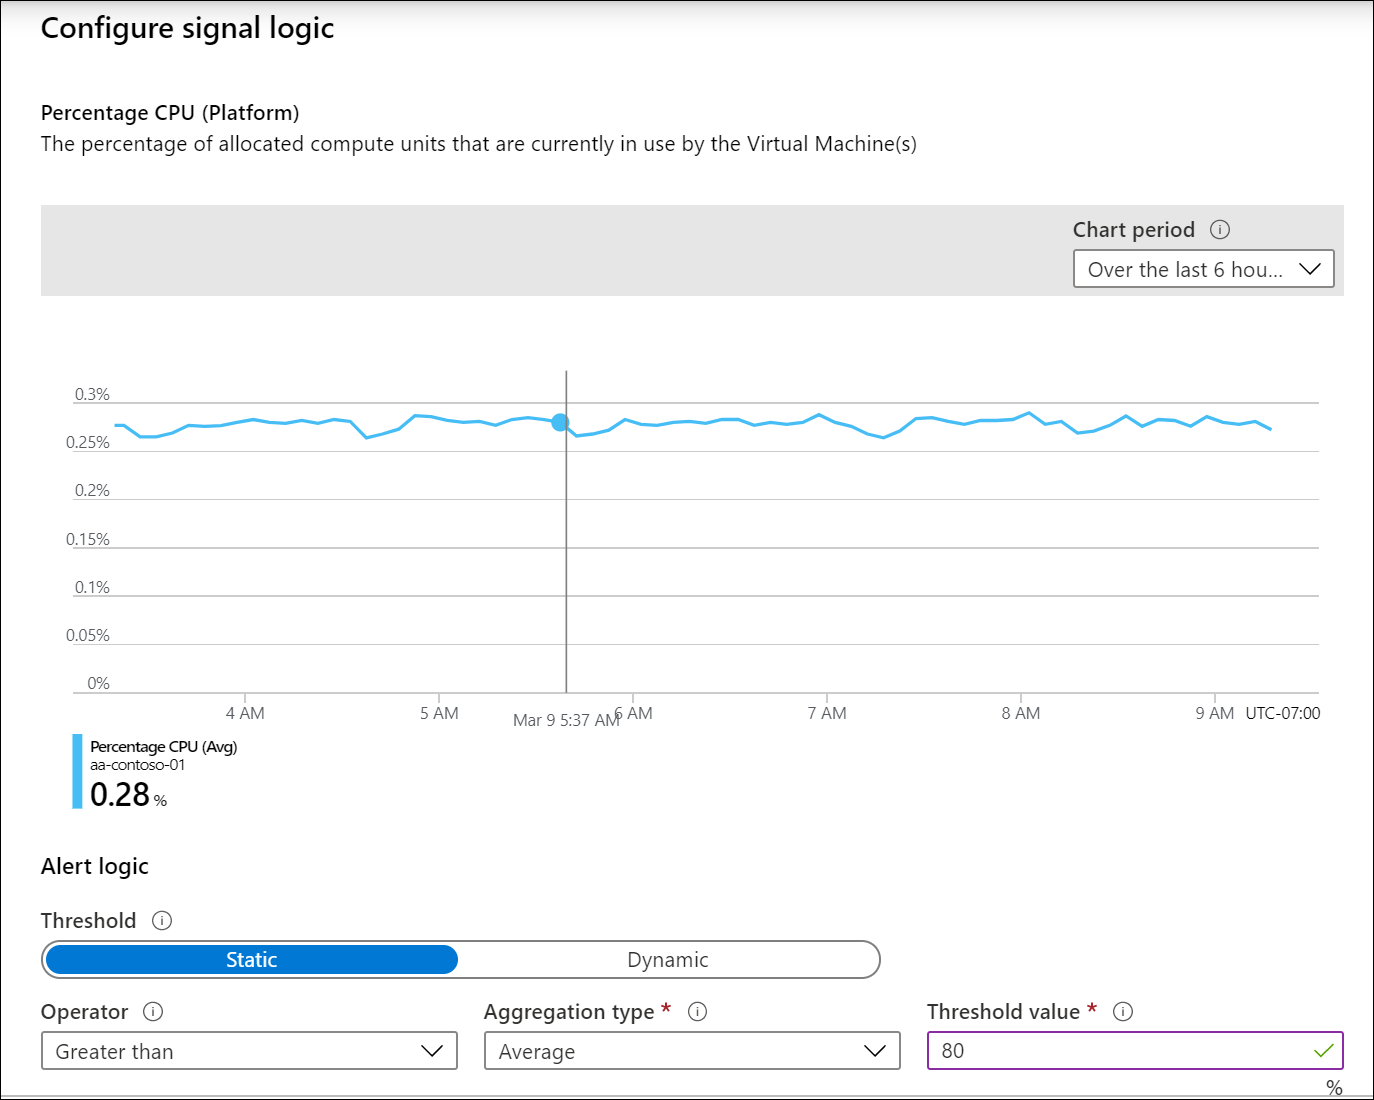 Configure signal logic
Percentage CPU (Platform)
The percentage of allocated compute units that are currently in use by the Virtual Machine(s)
Chart period
Over the last 6 hou...
0.3%
0.25%
0.2%
0.15%
0.1%
0.05%
0%
4 AM 5 AM Mar 9 5:37 AM 6 AM 7 AM 8 AM 9 AM UTC-07:00
Percentage CPU (Avg)
aa-contoso-01
0.28 %
Alert logic
Threshold
Static Dynamic
Operator Aggregation type * Threshold value *
Greater than Average 80
%